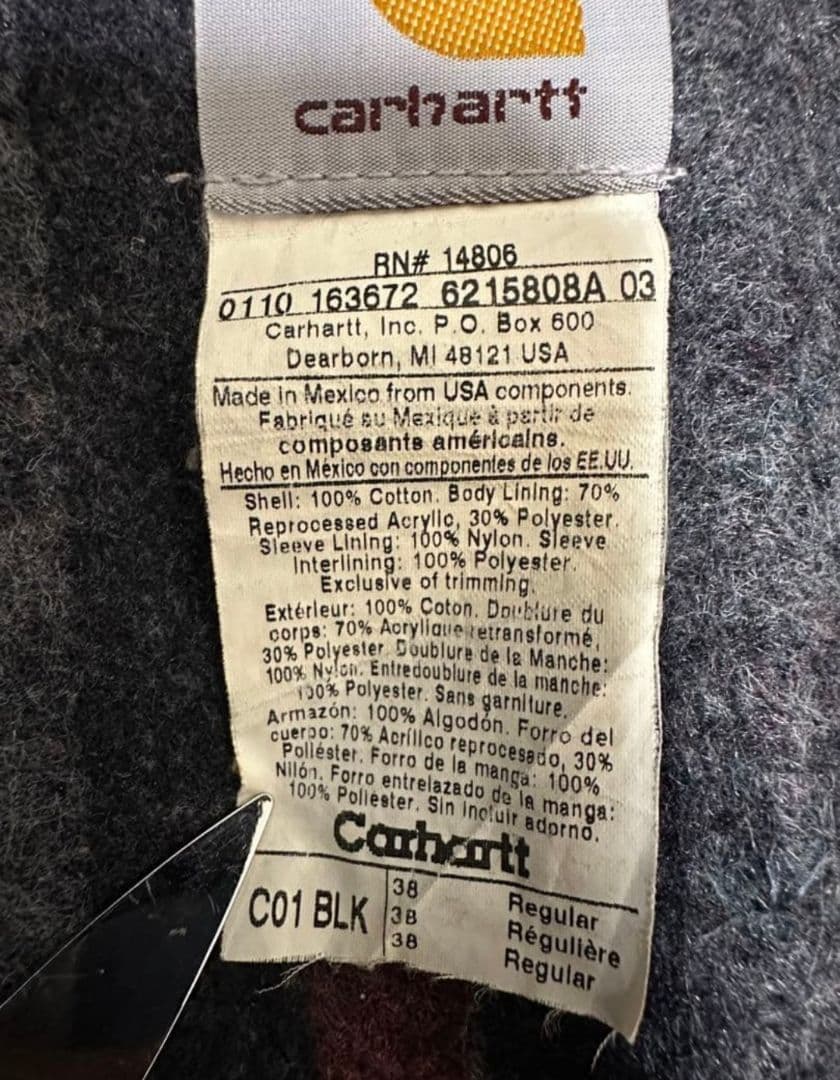 carhartt
RN# 14806
0110 163672 6215808A 03
Carhartt, Inc. P.O. Box 600
Dearborn, MI 48121 USA
Made in Mexico from USA components.
Fabriqué au Mexique à partir de
composants américains.
Hecho en México con componentes de los EE.UU.
Shell: 100% Cotton. Body Lining: 70%
Reprocessed Acrylic, 30% Polyester.
Sleeve Lining: 100% Nylon. Sleeve
Interlining: 100% Polyester.
Exclusive of trimming.
Extérieur: 100% Coton. Doublure du
corps: 70% Acrylique retransformé,
30% Polyester. Doublure de la Manche:
100% Nylon. Entredoublure de la manche:
100% Polyester. Sans garniture.
Armazón: 100% Algodón. Forro del
cuerpo: 70% Acrílico reprocesado, 30%
Poliéster. Forro de la manga: 100%
Nilón. Forro entrelazado de la manga:
100% Poliester. Sin incluir adorno.
Carhartt
C01 BLK
38 Regular
38 Régulière
38 Regular